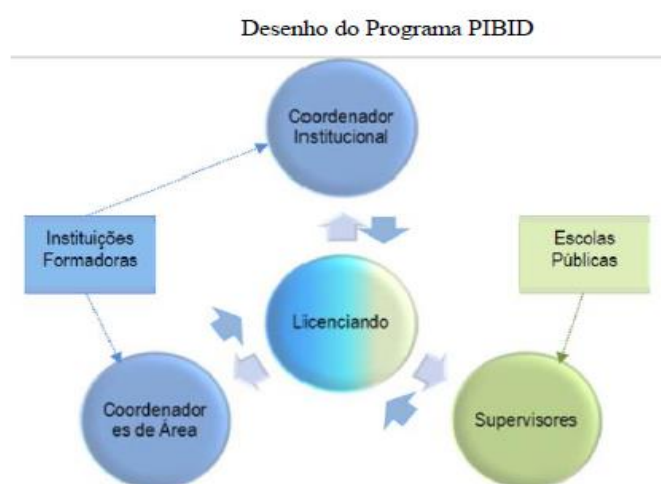 Desenho do Programa PIBID
Coordenador
Institucional
Instituições
Formadoras
Escolas
Públicas
Licenciando
Coordenador
es de Área
Supervisores